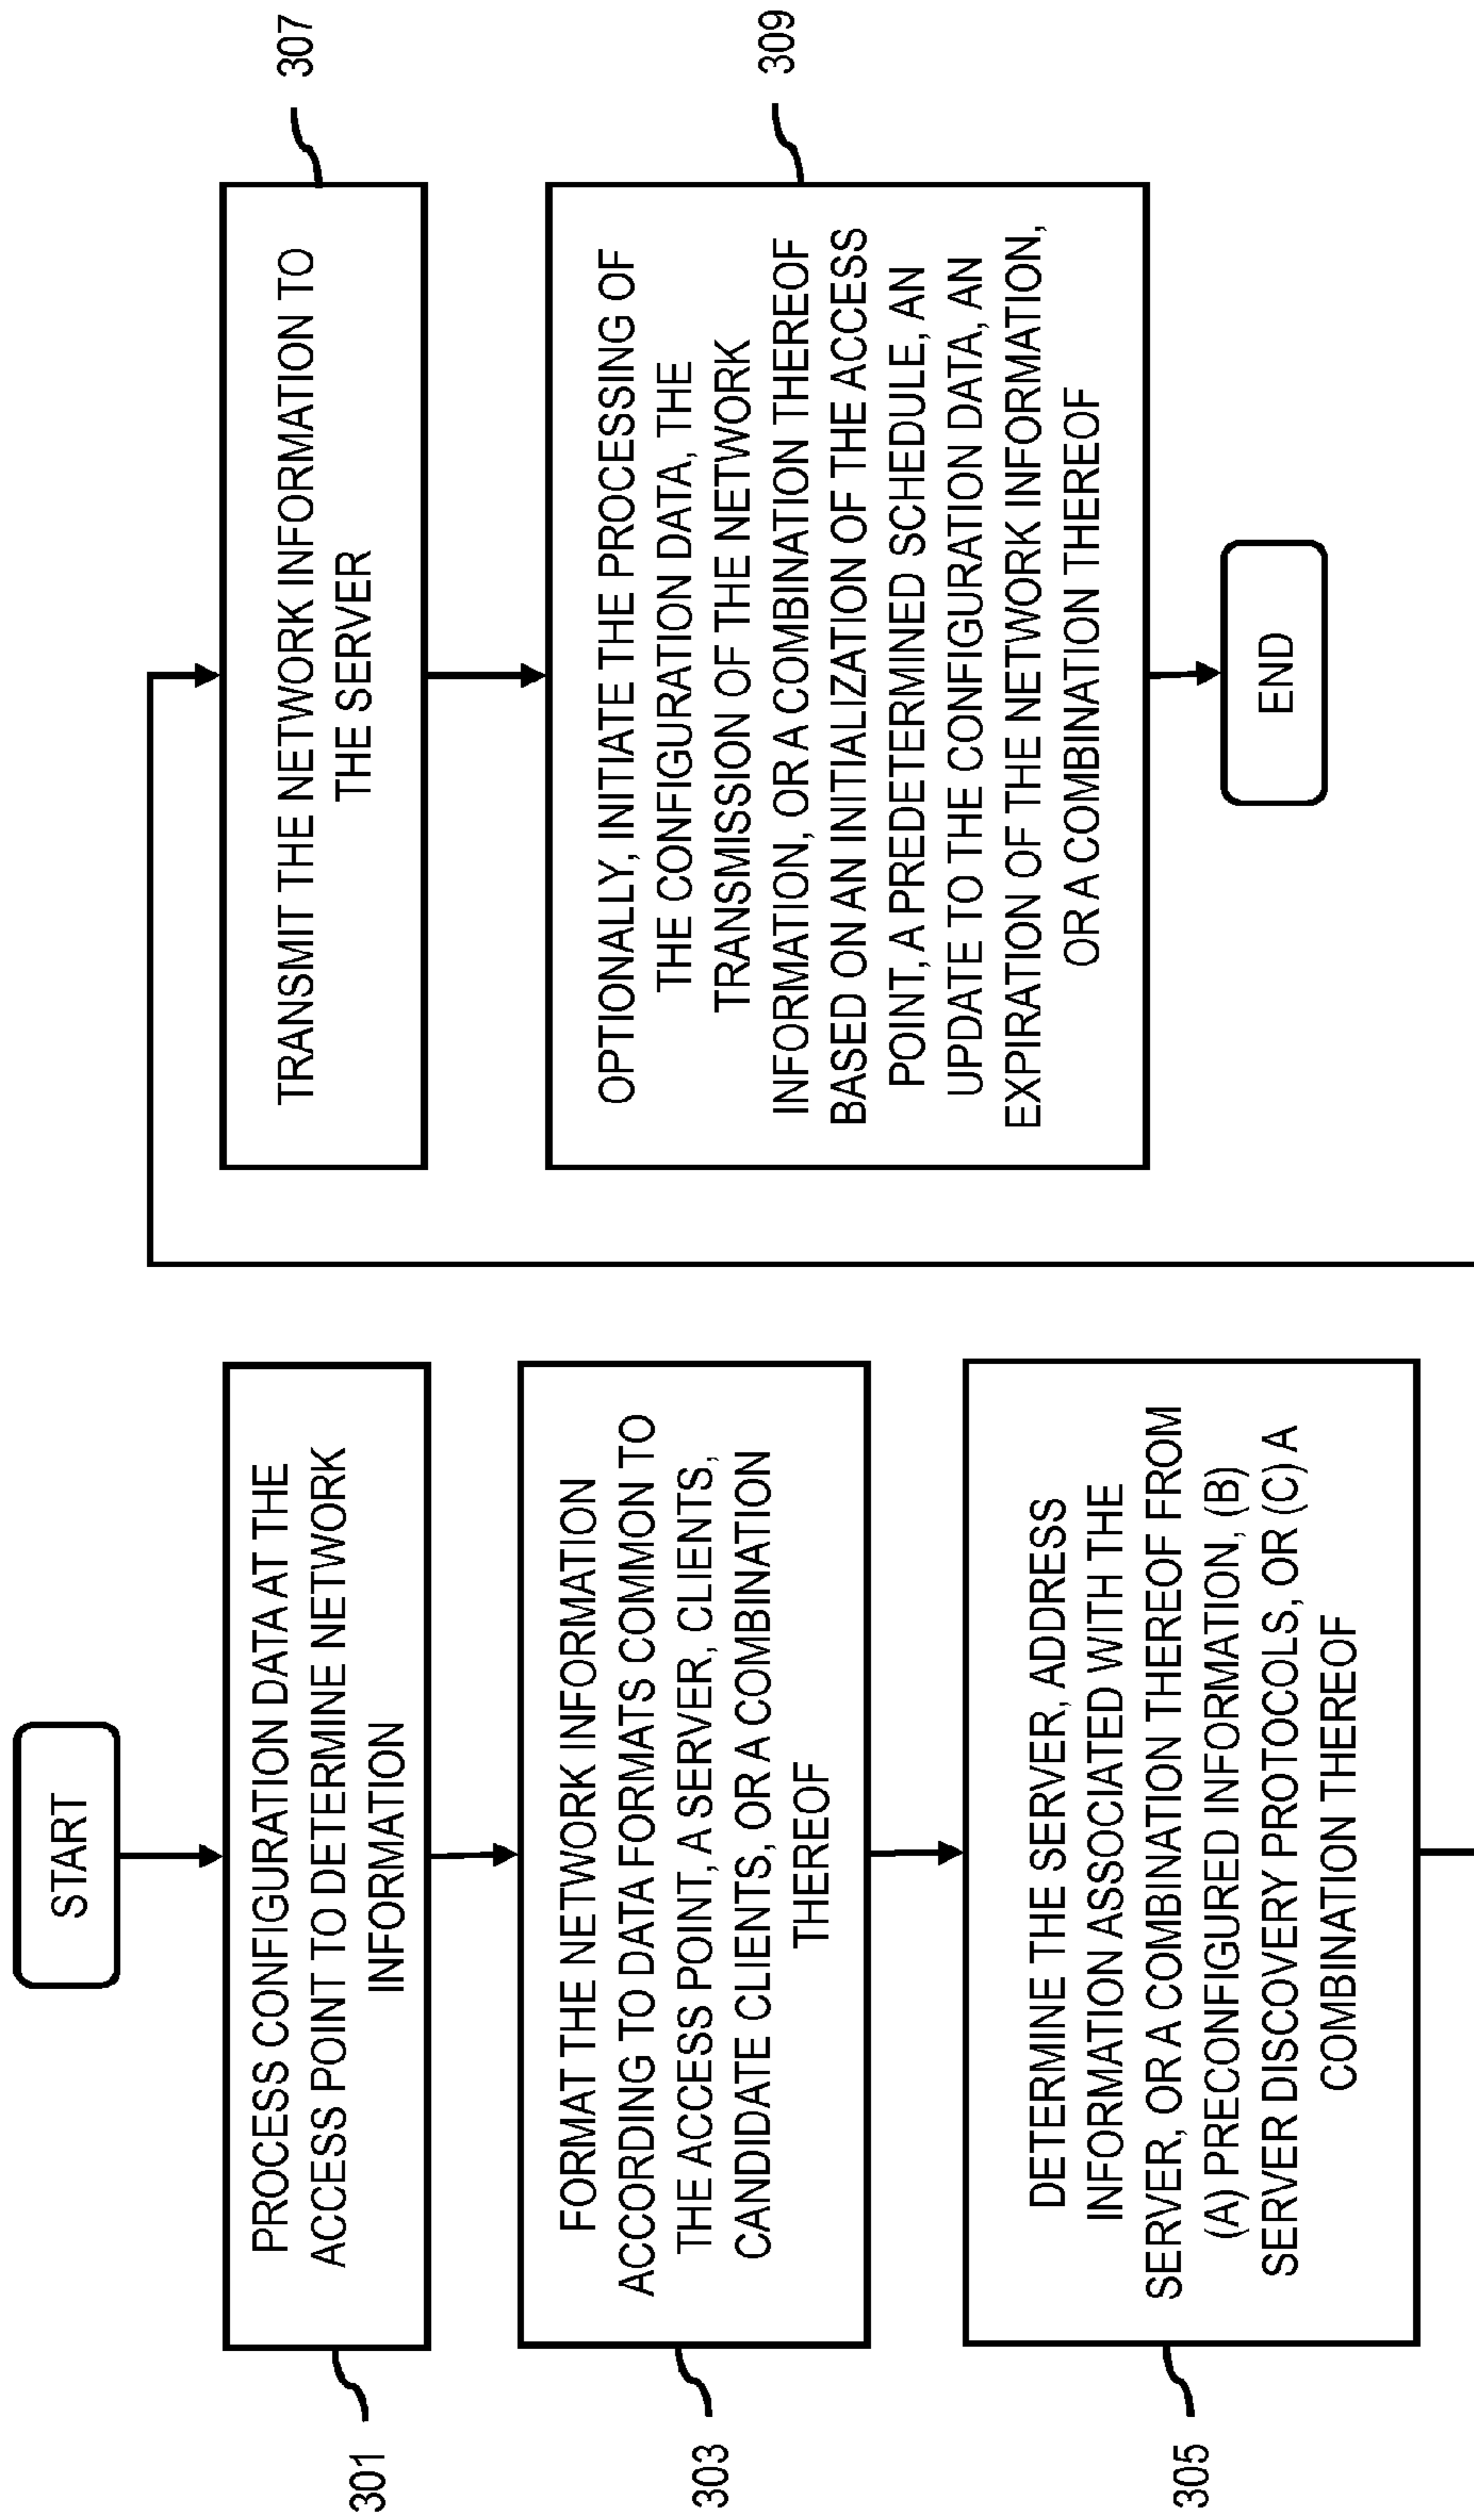 START
PROCESS CONFIGURATION DATA AT THE
ACCESS POINT TO DETERMINE NETWORK
INFORMATION
301
FORMAT THE NETWORK INFORMATION
ACCORDING TO DATA FORMATS COMMON TO
THE ACCESS POINT, A SERVER, CLIENTS,
CANDIDATE CLIENTS, OR A COMBINATION
THEREOF
303
DETERMINE THE SERVER, ADDRESS
INFORMATION ASSOCIATED WITH THE
SERVER, OR A COMBINATION THEREOF FROM
(A) PRECONFIGURED INFORMATION, (B)
SERVER DISCOVERY PROTOCOLS, OR (C) A
COMBINATION THEREOF
305
TRANSMIT THE NETWORK INFORMATION TO
THE SERVER
307
OPTIONALLY, INITIATE THE PROCESSING OF
THE CONFIGURATION DATA, THE
TRANSMISSION OF THE NETWORK
INFORMATION, OR A COMBINATION THEREOF
BASED ON AN INITIALIZATION OF THE ACCESS
POINT, A PREDETERMINED SCHEDULE, AN
UPDATE TO THE CONFIGURATION DATA, AN
EXPIRATION OF THE NETWORK INFORMATION,
OR A COMBINATION THEREOF
309
END